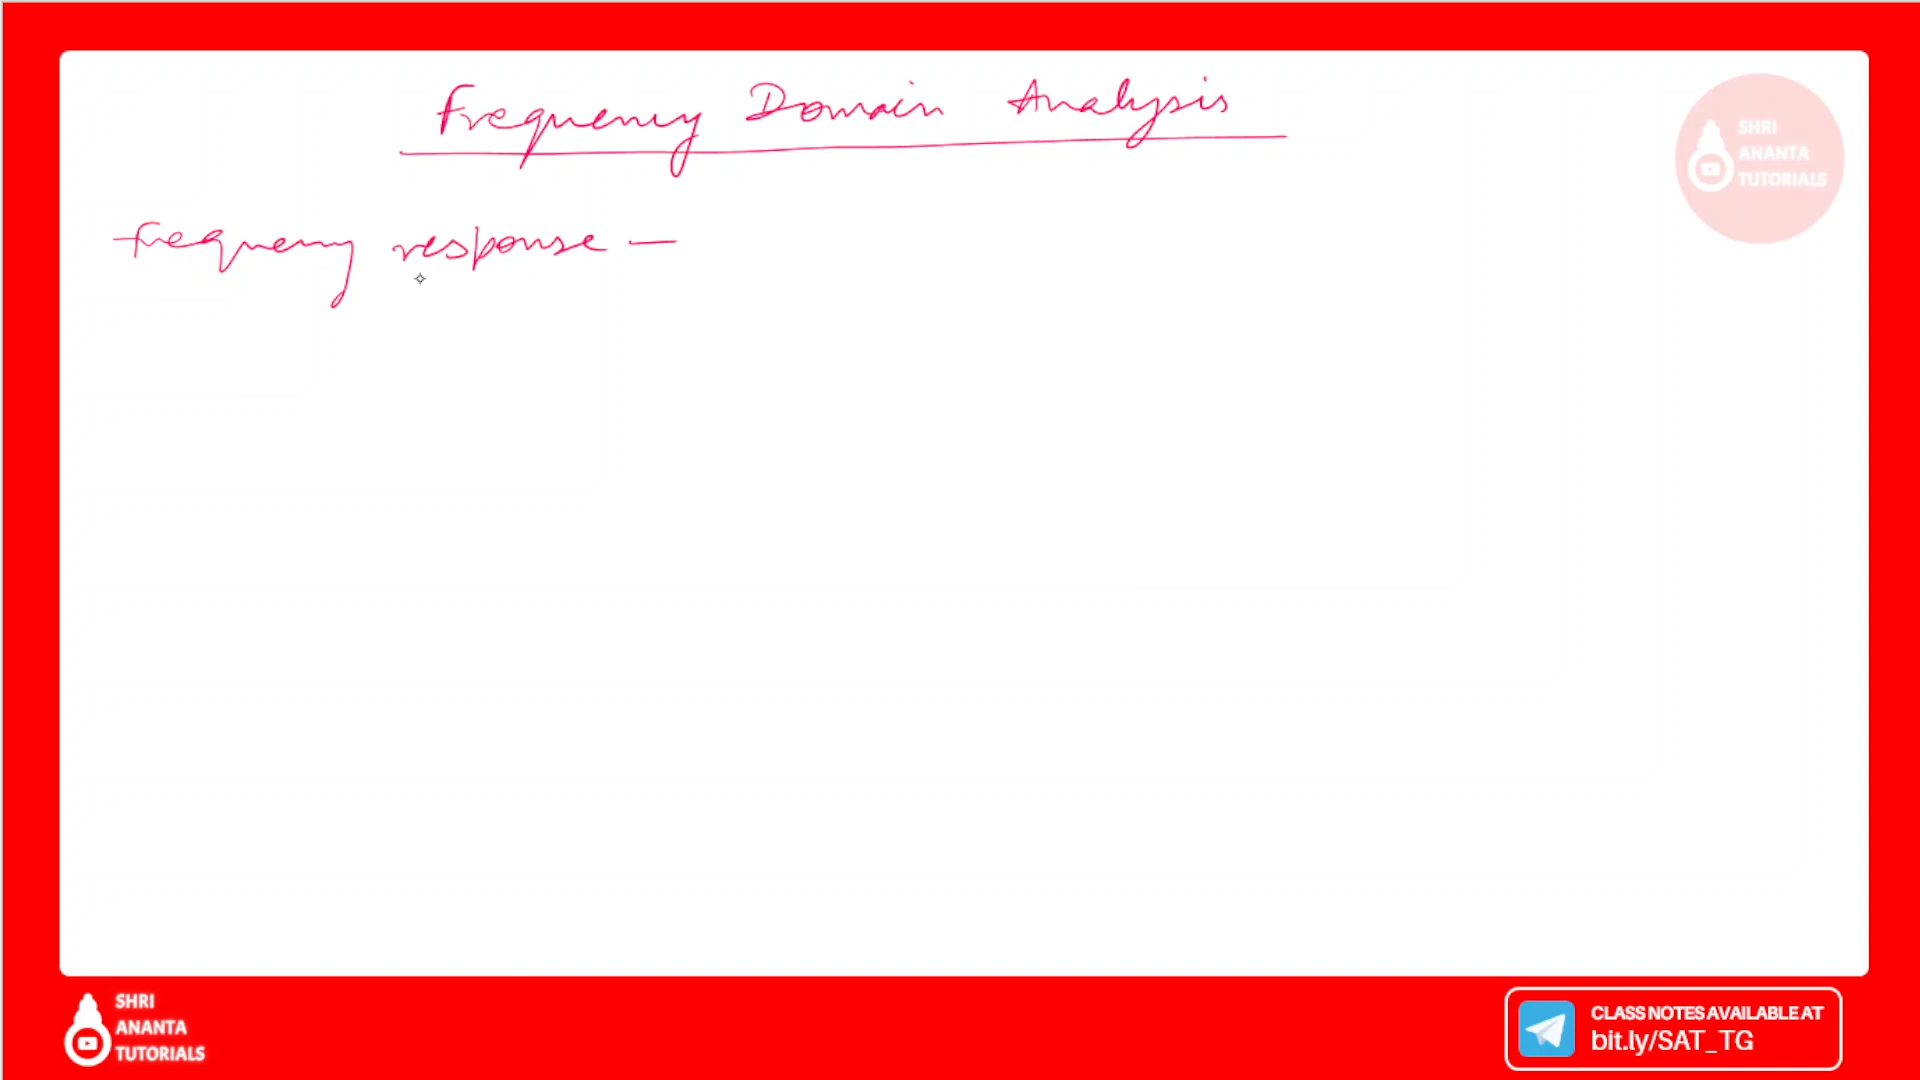 Frequency Domain Analysis
SHRI
ANANTA
TUTORIALS
frequency response —
SHRI
ANANTA
TUTORIALS
CLASS NOTES AVAILABLE AT
bit.ly/SAT_TG